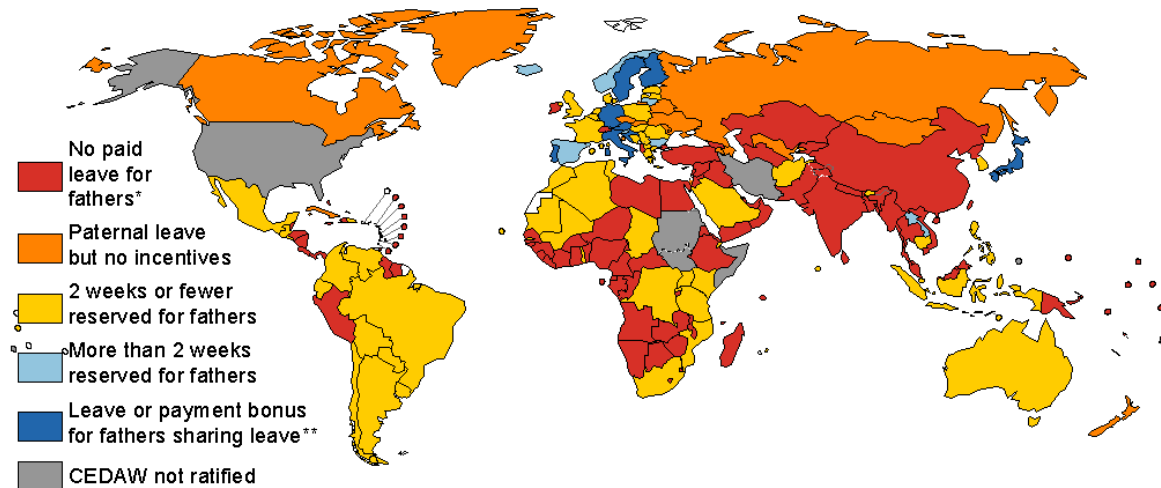 No paid
leave for
fathers*
Paternal leave
but no incentives
2 weeks or fewer
reserved for fathers
More than 2 weeks
reserved for fathers
Leave or payment bonus
for fathers sharing leave**
CEDAW not ratified